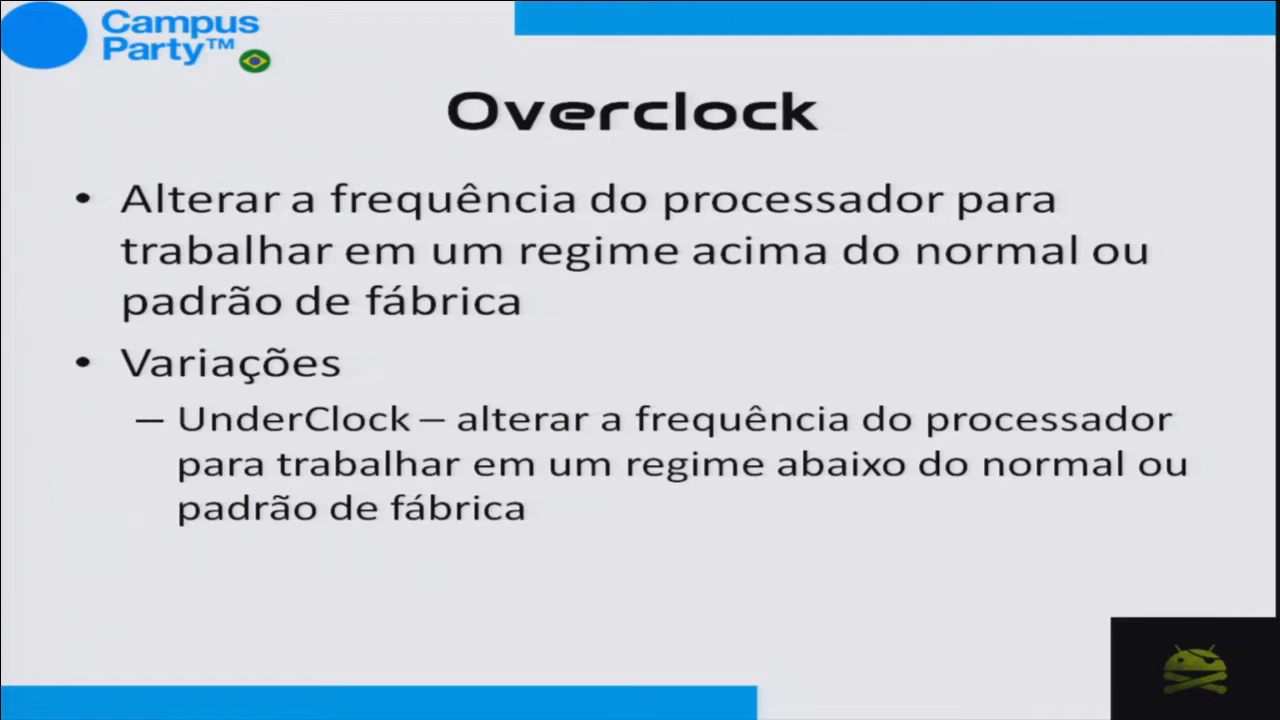 Campus
Party™
Overclock
• Alterar a frequência do processador para
trabalhar em um regime acima do normal ou
padrão de fábrica
• Variações
– UnderClock – alterar a frequência do processador
para trabalhar em um regime abaixo do normal ou
padrão de fábrica